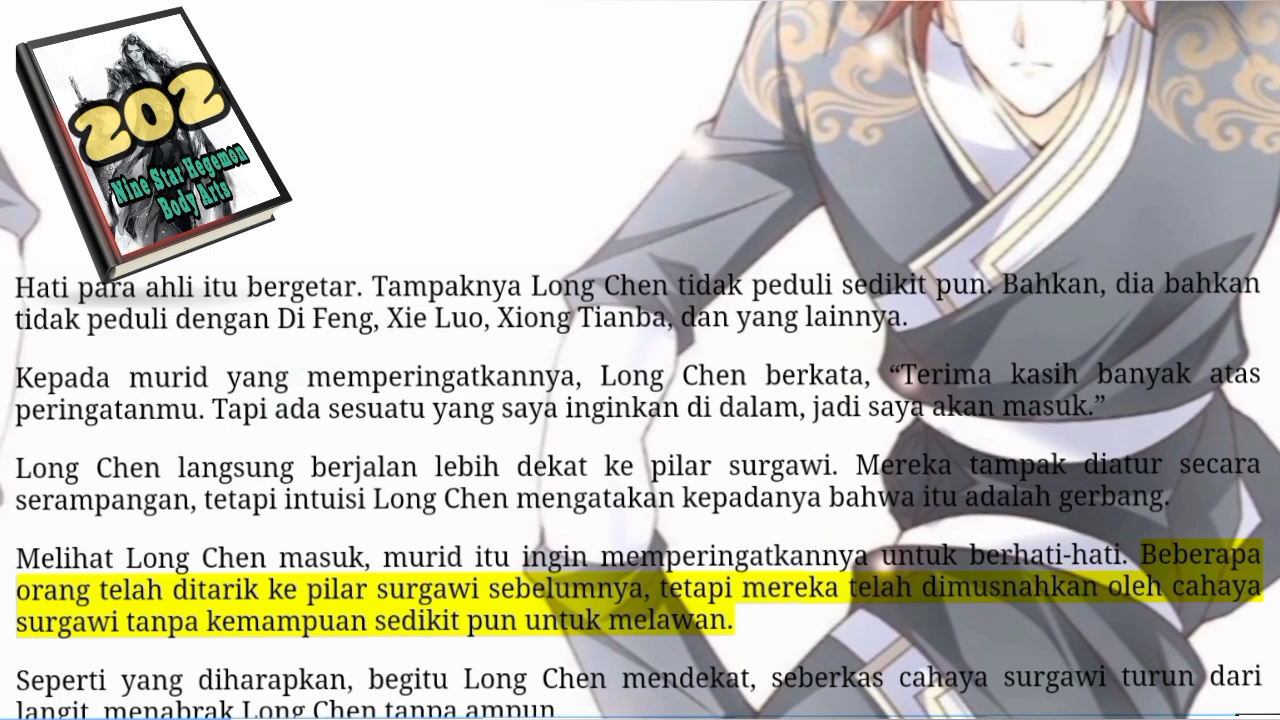 202
Nine Star Hegemon
Body Arts
Hati para ahli itu bergetar. Tampaknya Long Chen tidak peduli sedikit pun. Bahkan, dia bahkan
tidak peduli dengan Di Feng, Xie Luo, Xiong Tianba, dan yang lainnya.
Kepada murid yang memperingatkannya, Long Chen berkata, “Terima kasih banyak atas
peringatanmu. Tapi ada sesuatu yang saya inginkan di dalam, jadi saya akan masuk.”
Long Chen langsung berjalan lebih dekat ke pilar surgawi. Mereka tampak diatur secara
serampangan, tetapi intuisi Long Chen mengatakan kepadanya bahwa itu adalah gerbang.
Melihat Long Chen masuk, murid itu ingin memperingatkannya untuk berhati-hati. Beberapa
orang telah ditarik ke pilar surgawi sebelumnya, tetapi mereka telah dimusnahkan oleh cahaya
surgawi tanpa kemampuan sedikit pun untuk melawan.
Seperti yang diharapkan, begitu Long Chen mendekat, seberkas cahaya surgawi turun dari
langit, menabrak Long Chen tanpa ampun